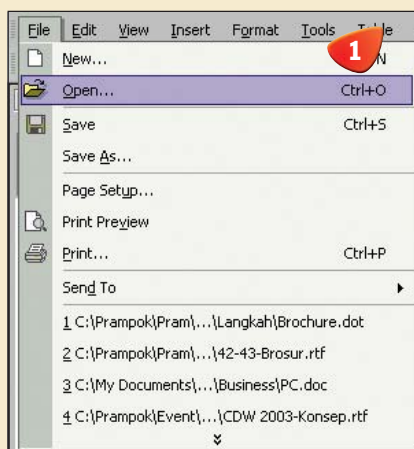 File Edit View Insert Format Tools Table
1
New... N
Open... Ctrl+O
Save Ctrl+S
Save As...
Page Setup...
Print Preview
Print... Ctrl+P
Send To
1 C:\Prampok\Pram\...\Langkah\Brochure.dot
2 C:\Prampok\Pram\...\42-43-Brosur.rtf
3 C:\My Documents\...\Business\PC.doc
4 C:\Prampok\Event\...\CDW 2003-Konsep.rtf